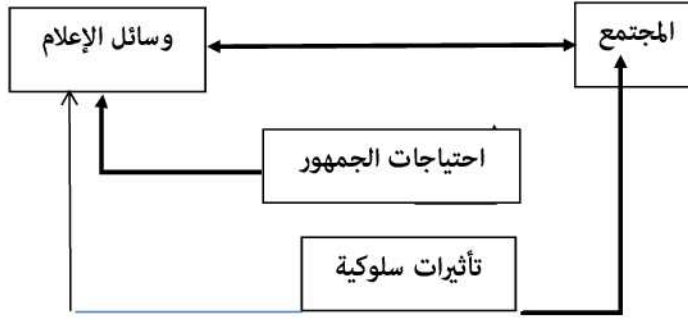 المجتمع
وسائل الإعلام
احتياجات الجمهور
تأثيرات سلوكية